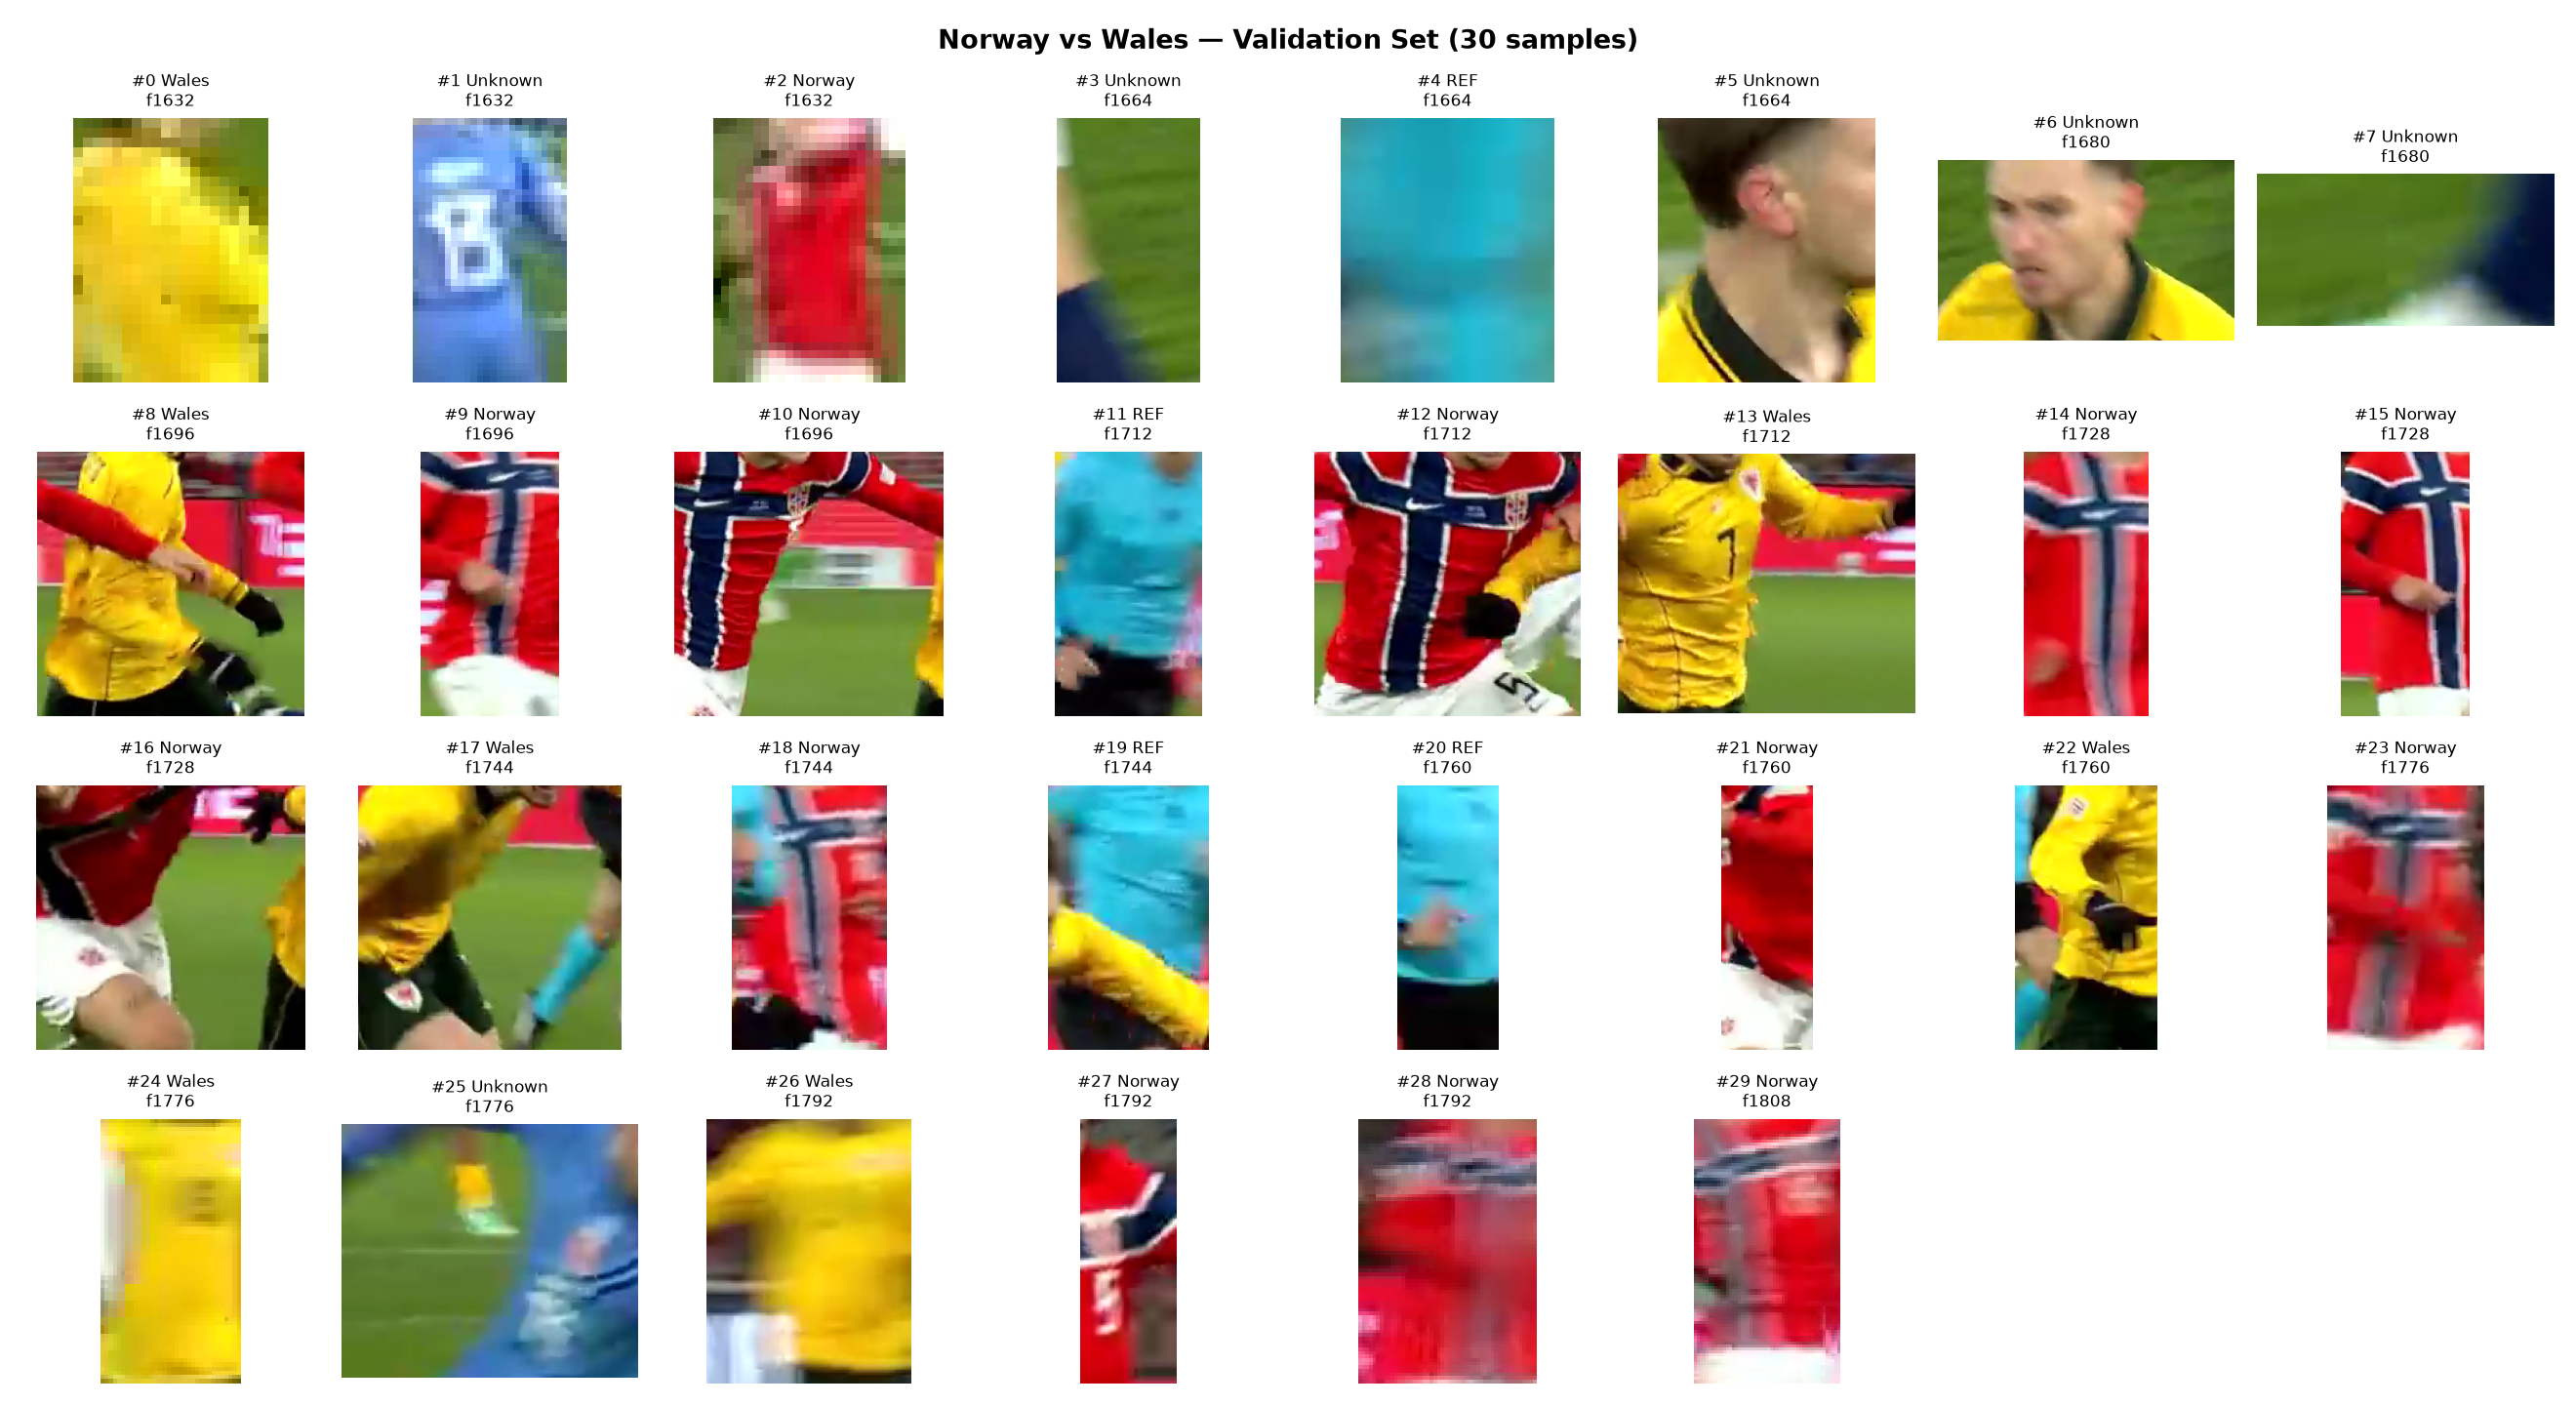 Norway vs Wales — Validation Set (30 samples)
#0 Wales
f1632
#1 Unknown
f1632
#2 Norway
f1632
#3 Unknown
f1664
#4 REF
f1664
#5 Unknown
f1664
#6 Unknown
f1680
#7 Unknown
f1680
8
#8 Wales
f1696
#9 Norway
f1696
#10 Norway
f1696
#11 REF
f1712
#12 Norway
f1712
#13 Wales
f1712
#14 Norway
f1728
#15 Norway
f1728
7
5
#16 Norway
f1728
#17 Wales
f1744
#18 Norway
f1744
#19 REF
f1744
#20 REF
f1760
#21 Norway
f1760
#22 Wales
f1760
#23 Norway
f1776
#24 Wales
f1776
#25 Unknown
f1776
#26 Wales
f1792
#27 Norway
f1792
#28 Norway
f1792
#29 Norway
f1808
5